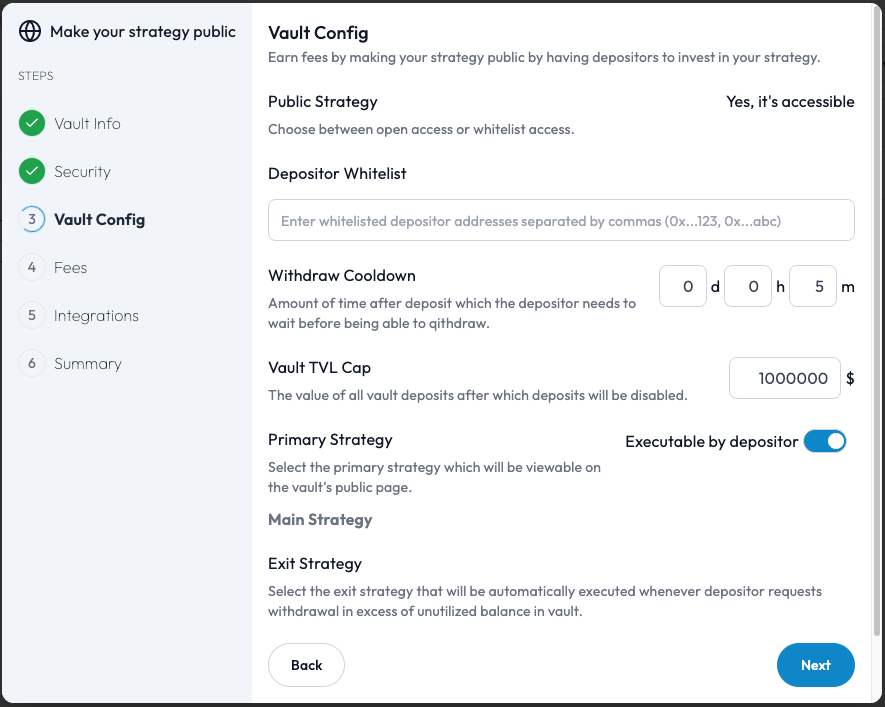 Make your strategy public
STEPS
Vault Info
Security
3 Vault Config
4 Fees
5 Integrations
6 Summary
Vault Config
Earn fees by making your strategy public by having depositors to invest in your strategy.
Public Strategy
Yes, it's accessible
Choose between open access or whitelist access.
Depositor Whitelist
Enter whitelisted depositor addresses separated by commas (0x...123, 0x...abc)
Withdraw Cooldown
0 d 0 h 5 m
Amount of time after deposit which the depositor needs to
wait before being able to qithdraw.
Vault TVL Cap
1000000 $
The value of all vault deposits after which deposits will be disabled.
Primary Strategy
Executable by depositor
Select the primary strategy which will be viewable on
the vault's public page.
Main Strategy
Exit Strategy
Select the exit strategy that will be automatically executed whenever depositor requests
withdrawal in excess of unutilized balance in vault.
Back
Next